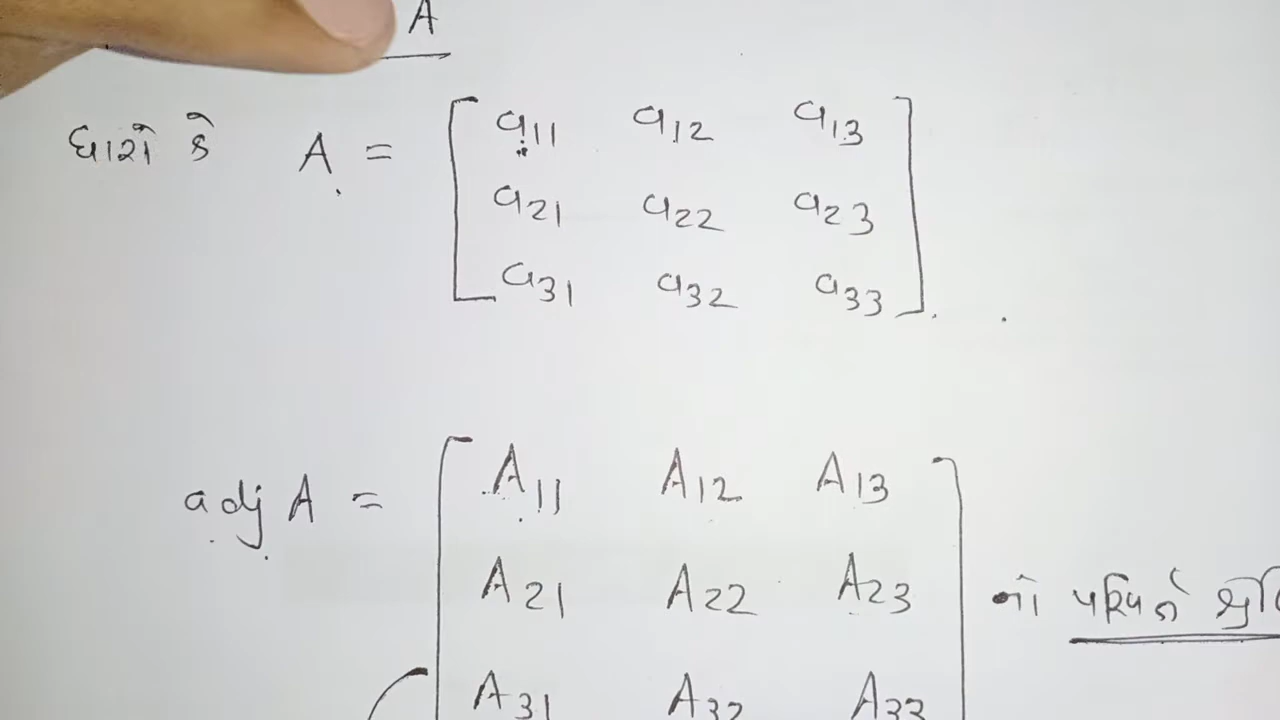 A
ધારો કે A = [ a11 a12 a13
a21 a22 a23
a31 a32 a33 ].
adj A = [ A11 A12 A13
A21 A22 A23 ] નો પરિવર્ત
A31 A32 A33